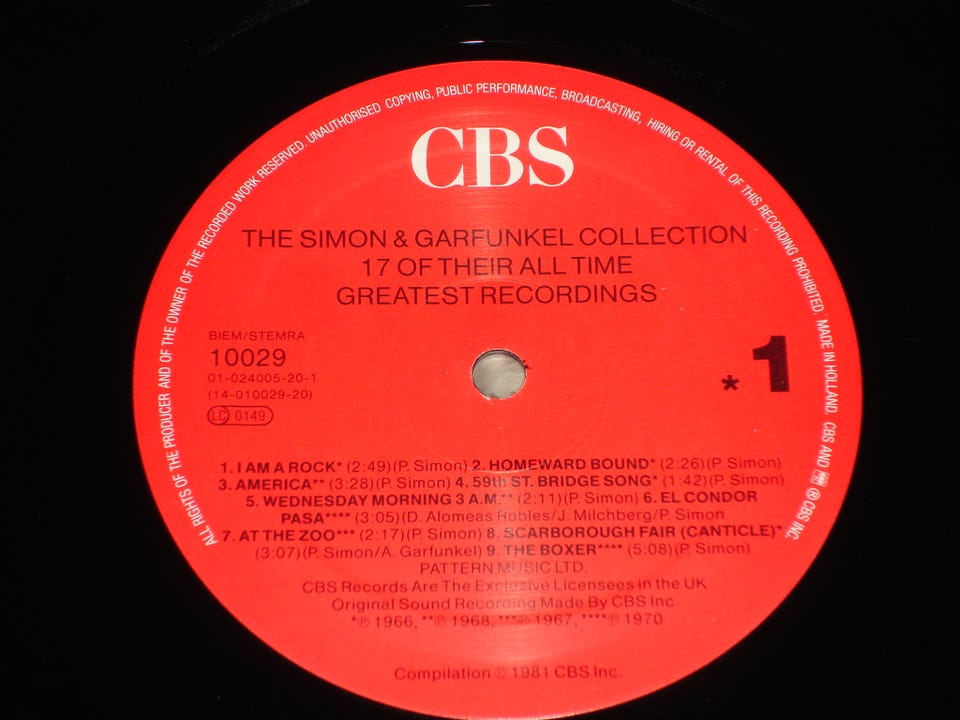 ALL RIGHTS OF THE PRODUCER AND OF THE OWNER OF THE RECORDED WORK RESERVED. UNAUTHORISED COPYING, PUBLIC PERFORMANCE, BROADCASTING, HIRING OR RENTAL OF THIS RECORDING PROHIBITED. MADE IN HOLLAND. CBS AND ℗ CBS INC.
CBS
THE SIMON & GARFUNKEL COLLECTION
17 OF THEIR ALL TIME
GREATEST RECORDINGS
BIEM/STEMRA
10029
01-024005-20-1
(14-010029-20)
LC 0149
* 1
1. I AM A ROCK* (2:49)(P. Simon) 2. HOMEWARD BOUND* (2:26)(P. Simon)
3. AMERICA** (3:28)(P. Simon) 4. 59th ST. BRIDGE SONG* (1:42)(P. Simon)
5. WEDNESDAY MORNING 3 A.M.** (2:11)(P. Simon) 6. EL CONDOR
PASA**** (3:05)(D. Alomeas Robles/J. Milchberg/P. Simon
7. AT THE ZOO*** (2:17)(P. Simon) 8. SCARBOROUGH FAIR (CANTICLE)*
(3:07)(P. Simon/A. Garfunkel) 9. THE BOXER**** (5:08)(P. Simon)
PATTERN MUSIC LTD.
CBS Records Are The Exclusive Licensees in the UK
Original Sound Recording Made By CBS Inc.
*℗ 1966, **℗ 1968, ***℗ 1967, ****℗ 1970
Compilation ℗ 1981 CBS Inc.